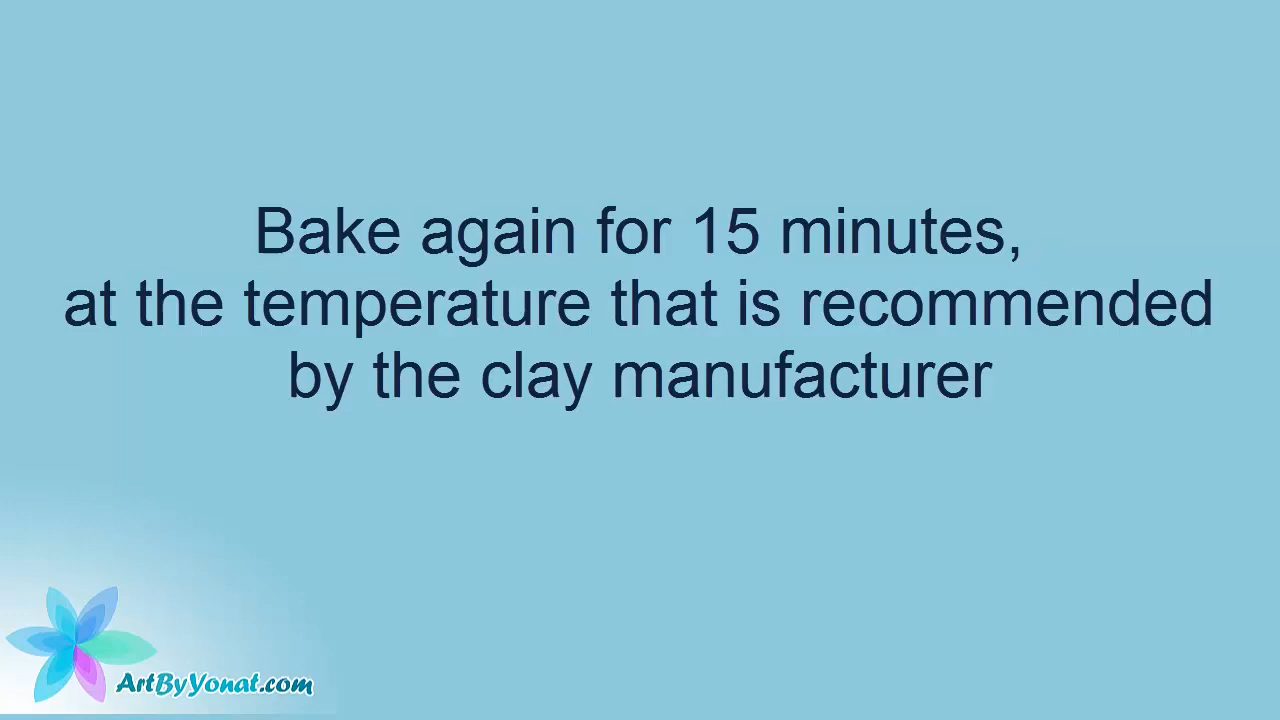 Bake again for 15 minutes,
at the temperature that is recommended
by the clay manufacturer
ArtByYonat.com